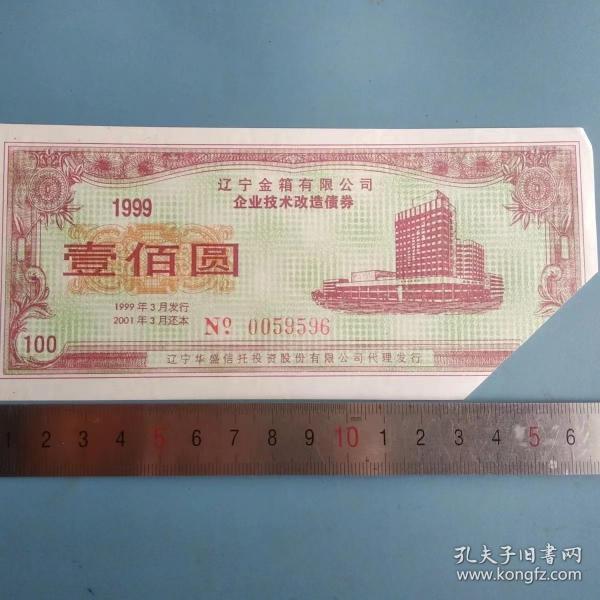 辽宁金箱有限公司
企业技术改造债券
1999
壹佰圆
1999年3月发行
2001年3月还本
No 0059596
100
辽宁华盛信托投资股份有限公司代理发行
1 2 3 4 5 6 7 8 9 10 1 2 3 4 5 6
孔夫子旧书网
www.kongfz.com